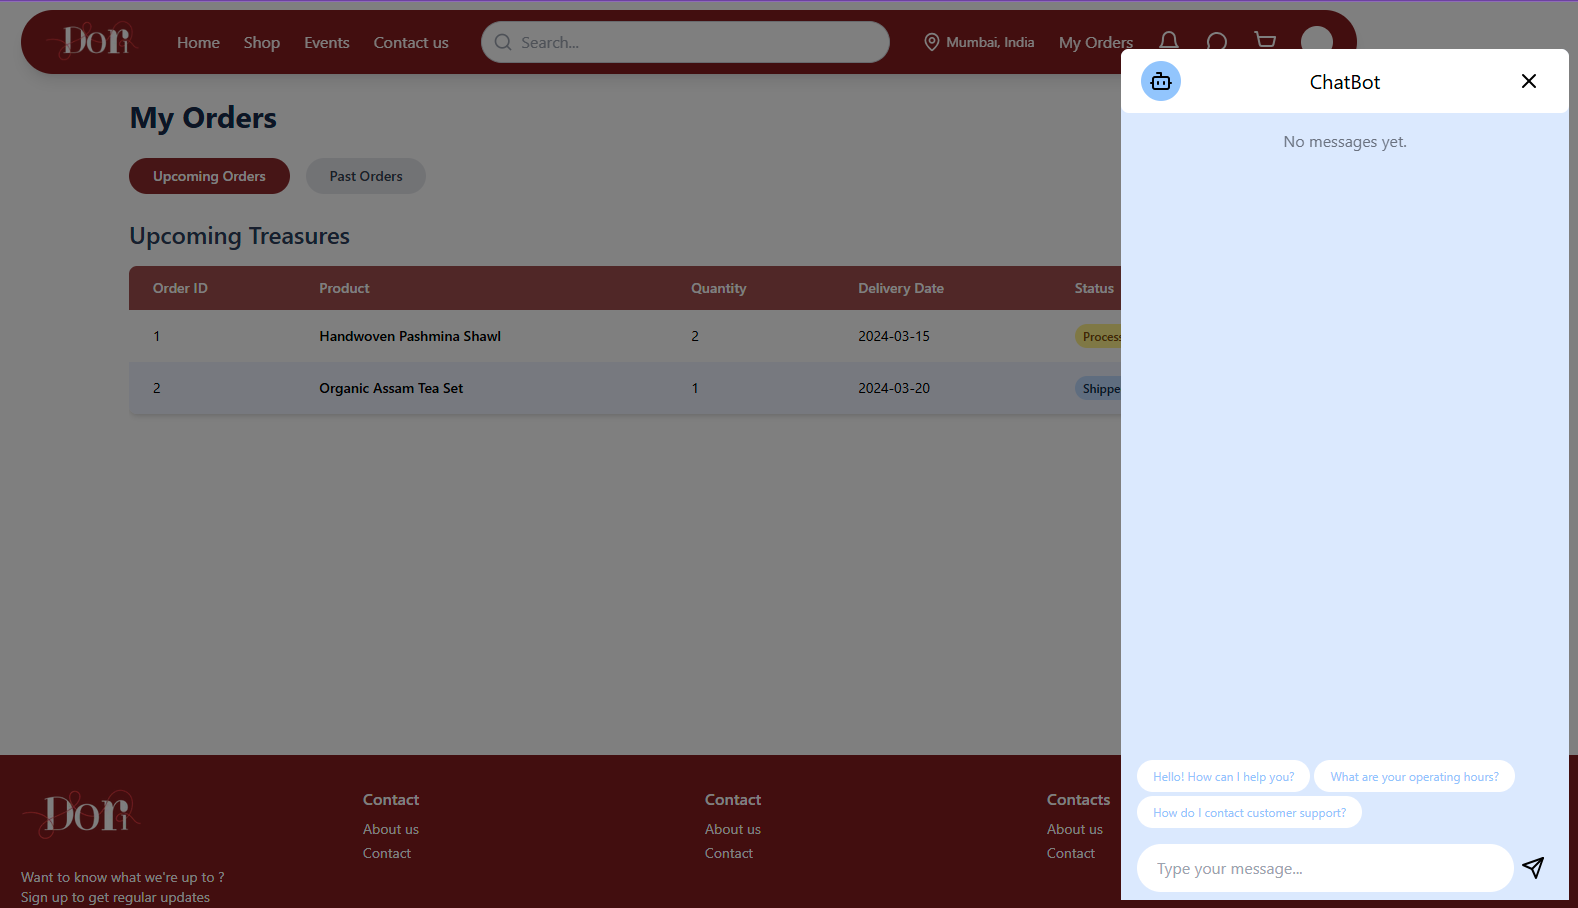 Dori Home Shop Events Contact us Search... Mumbai, India My Orders
ChatBot
No messages yet.
My Orders
Upcoming Orders Past Orders
Upcoming Treasures
Order ID Product Quantity Delivery Date Status
1 Handwoven Pashmina Shawl 2 2024-03-15 Process
2 Organic Assam Tea Set 1 2024-03-20 Shippe
Hello! How can I help you? What are your operating hours?
How do I contact customer support?
Type your message...
Dori
Contact Contact Contacts
About us About us About us
Contact Contact Contact
Want to know what we're up to ?
Sign up to get regular updates